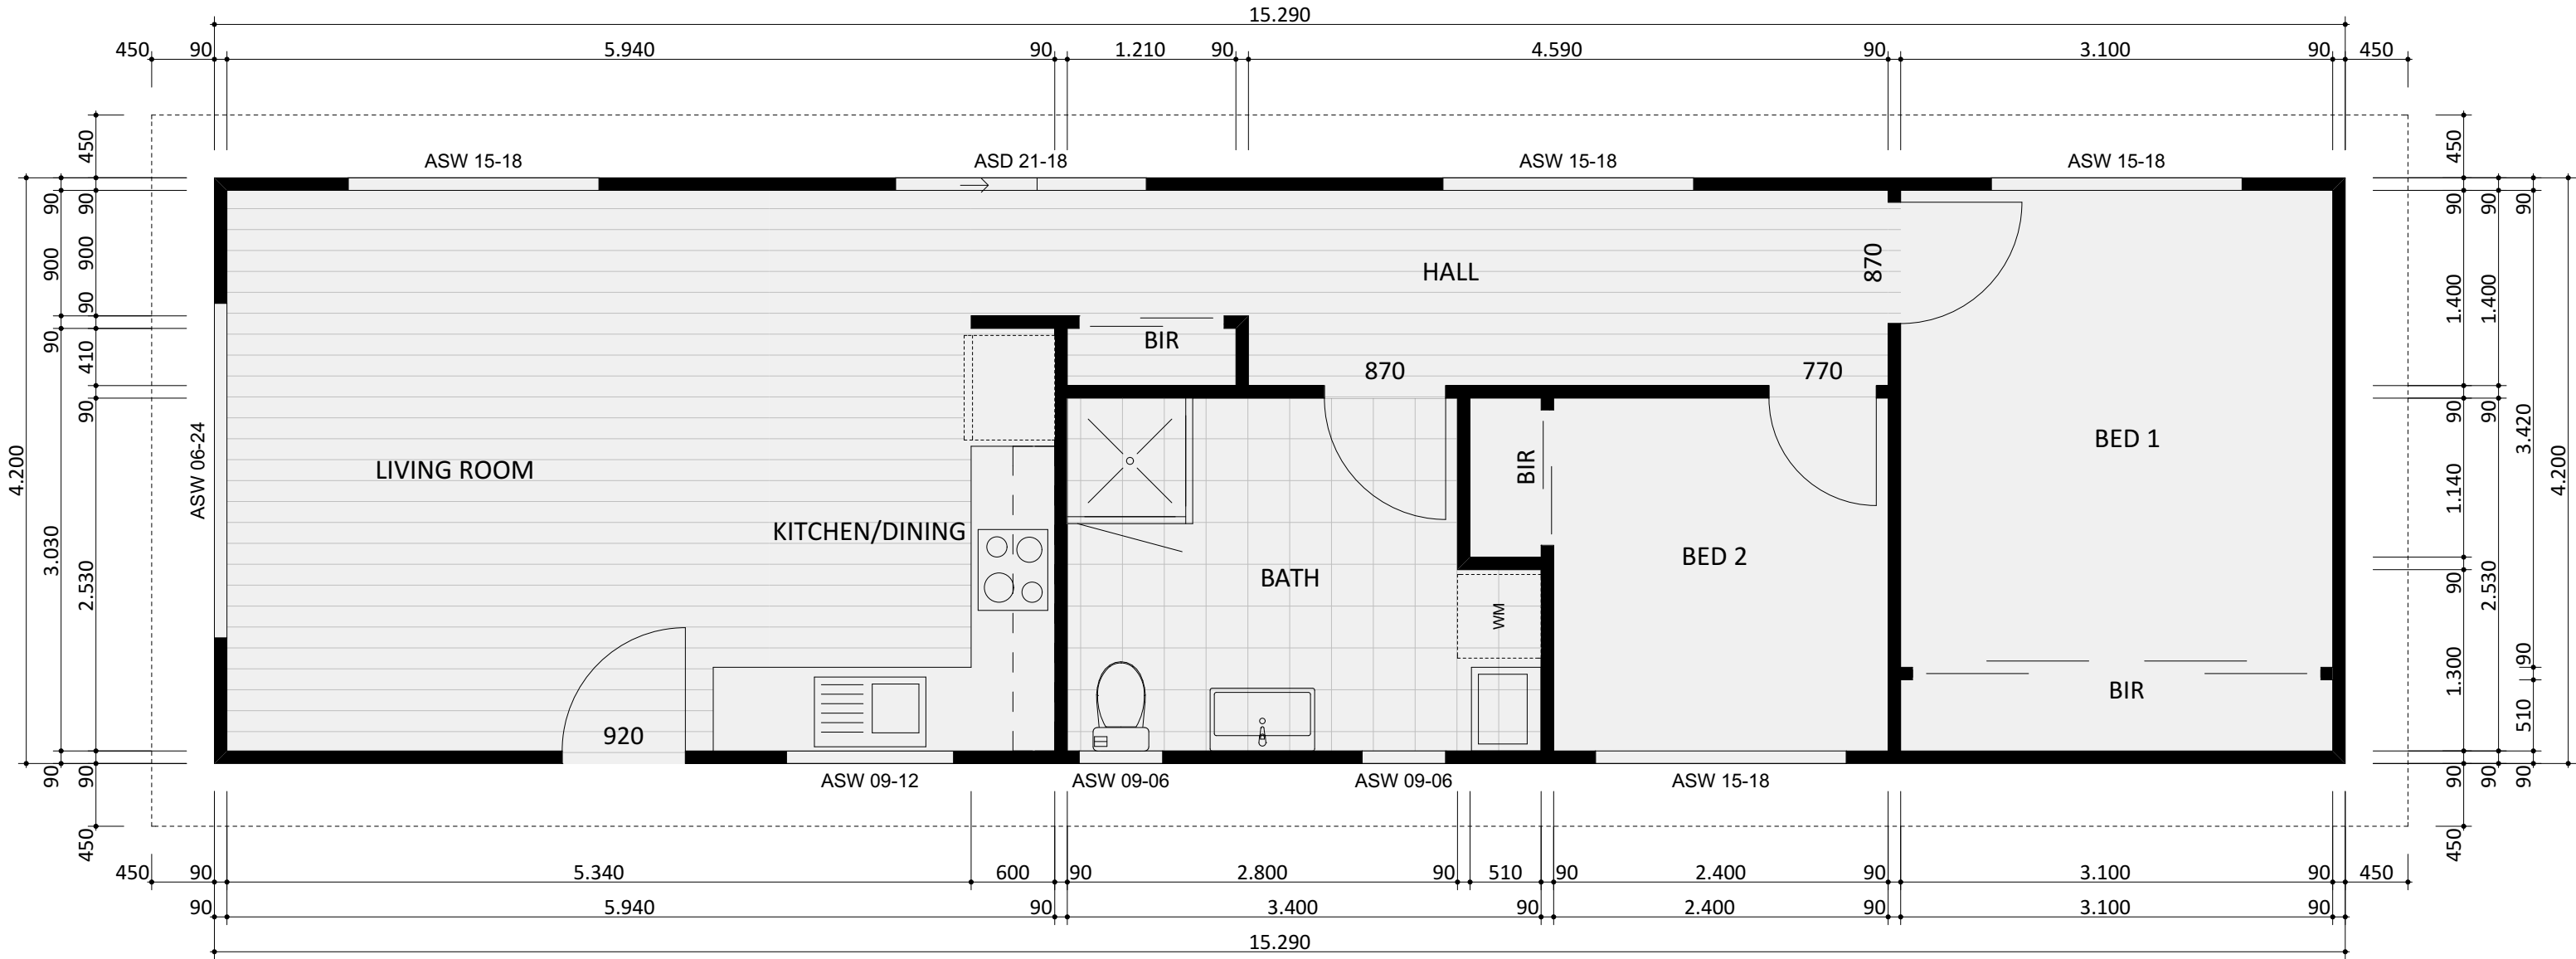 15.290
450 90 5.940 90 1.210 90 4.590 90 3.100 90 450
450 450
ASW 15-18 ASD 21-18 ASW 15-18 ASW 15-18
90 90 90 90 90
900 900 870 1.400 1.400
HALL
90 90
90 410 BIR
870 770
90 90 90
4.200 ASW 06-24 LIVING ROOM BIR BED 1 1.140 3.420 4.200
KITCHEN/DINING
3.030 2.530 BATH BED 2 90 2.530
WM
1.300 90
BIR
920 510
90 90 90 90 90
ASW 09-12 ASW 09-06 ASW 09-06 ASW 15-18
450 450
450 90 5.340 600 90 2.800 90 510 90 2.400 90 3.100 90 450
90 5.940 90 3.400 90 2.400 90 3.100 90
15.290